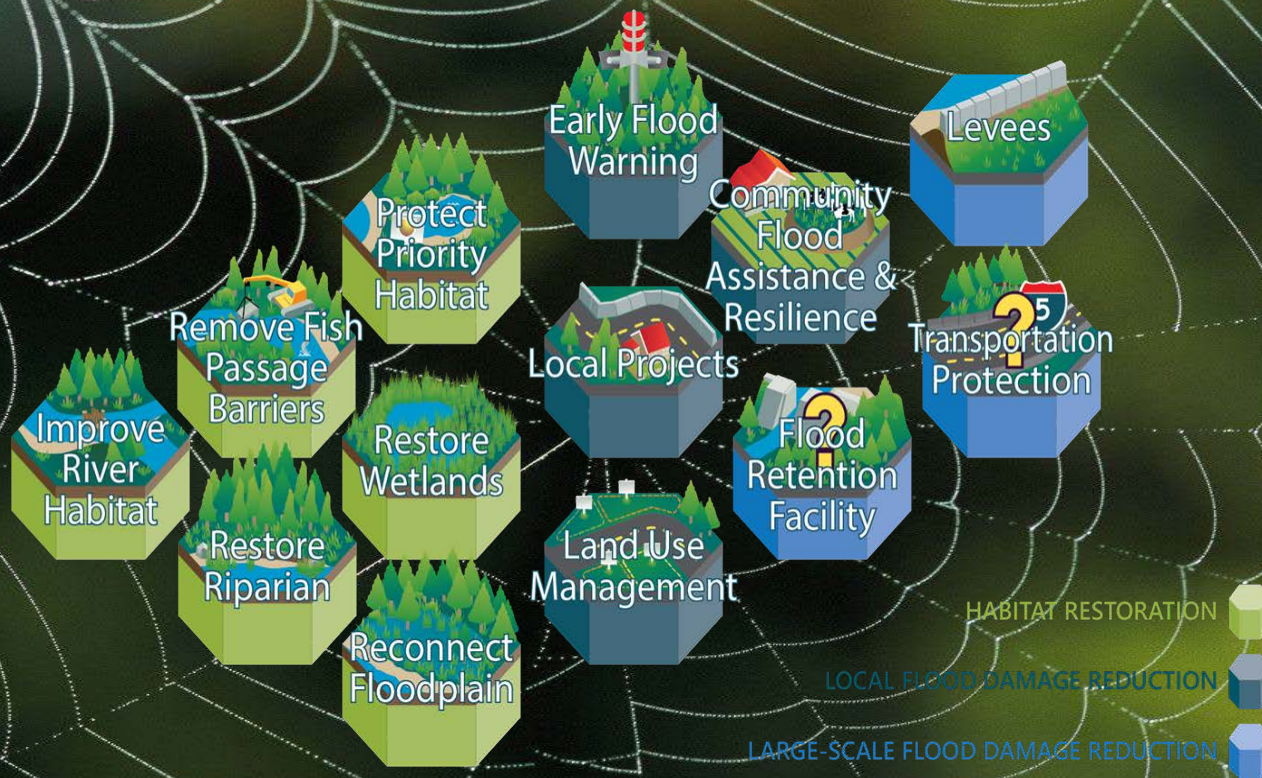 Early Flood
Warning
Levees
Community
Flood
Assistance &
Resilience
Protect
Priority
Habitat
Remove Fish
Passage
Barriers
Local Projects
5
Transportation
Protection
?
Improve
River
Habitat
Restore
Wetlands
Flood
Retention
Facility
?
Restore
Riparian
Land Use
Management
Reconnect
Floodplain
HABITAT RESTORATION
LOCAL FLOOD DAMAGE REDUCTION
LARGE-SCALE FLOOD DAMAGE REDUCTION